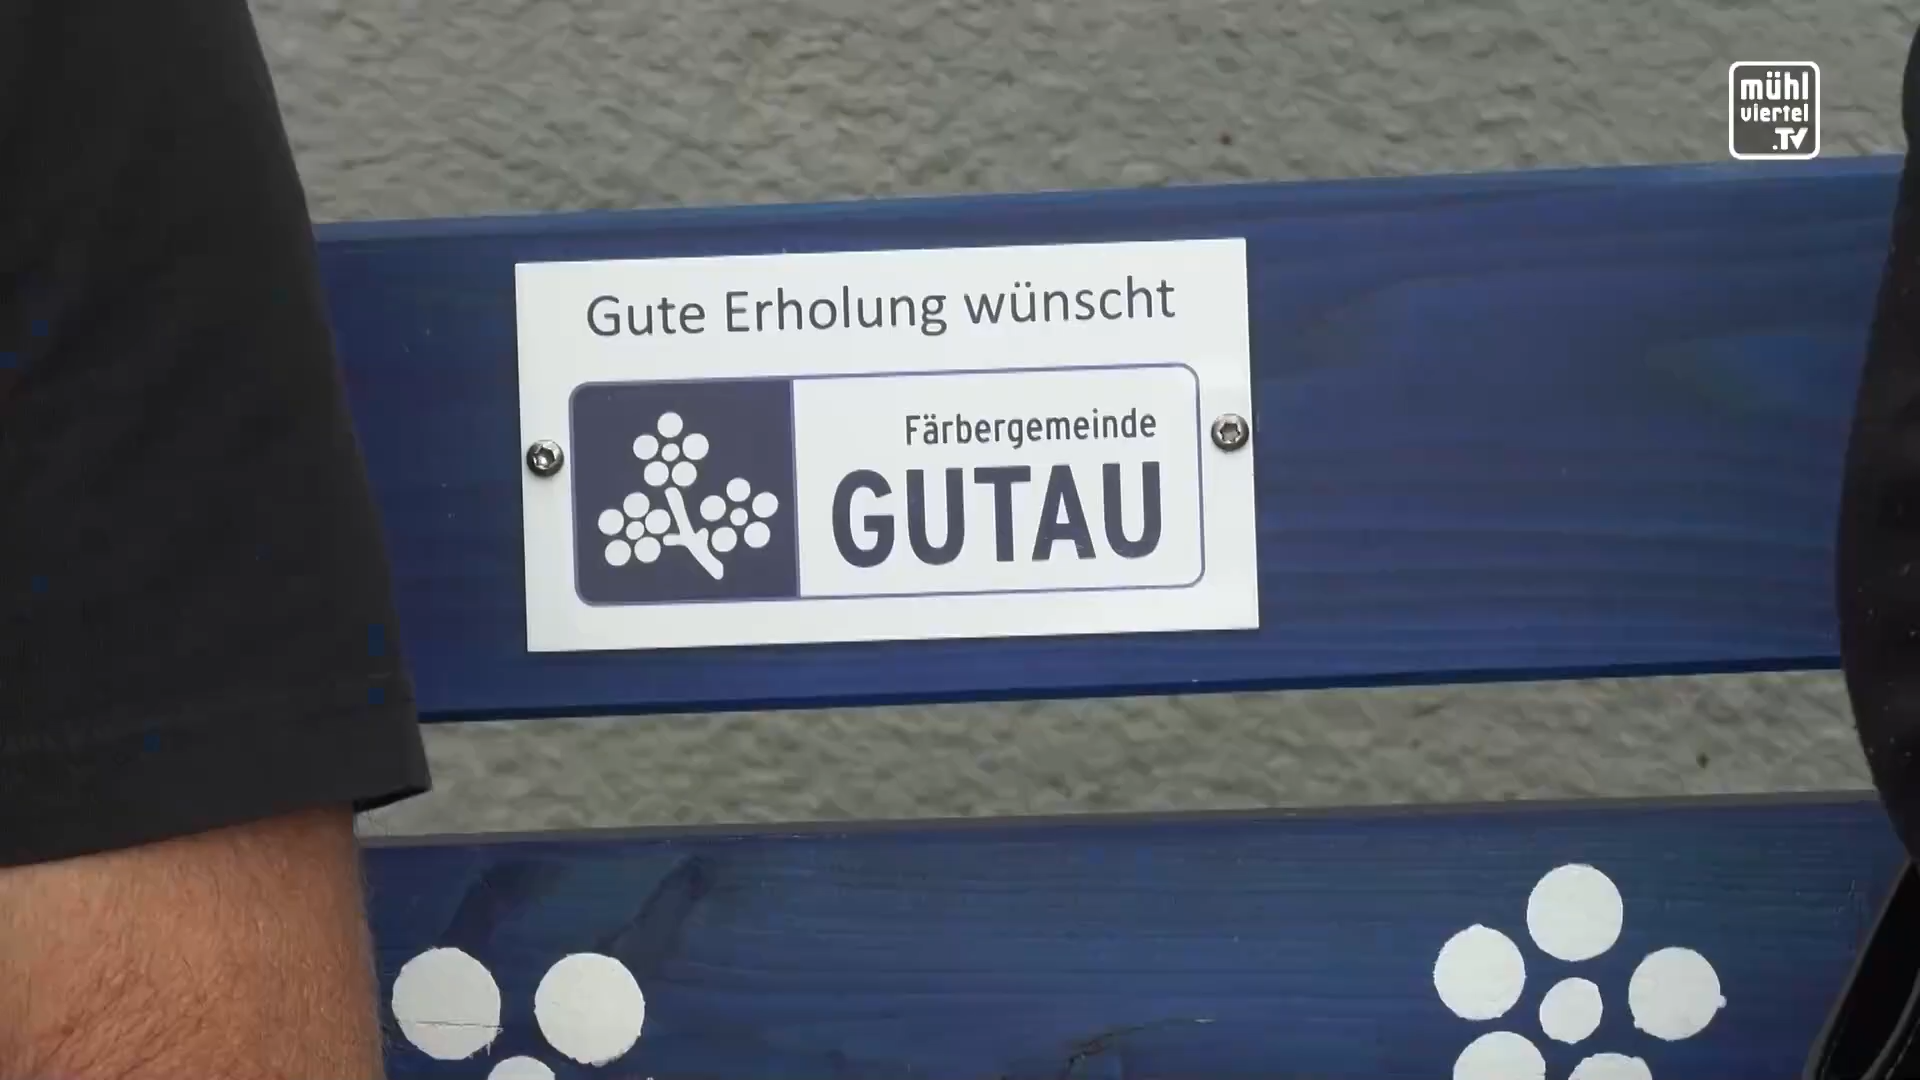 mühl
viertel
.TV
Gute Erholung wünscht
Färbergemeinde
GUTAU